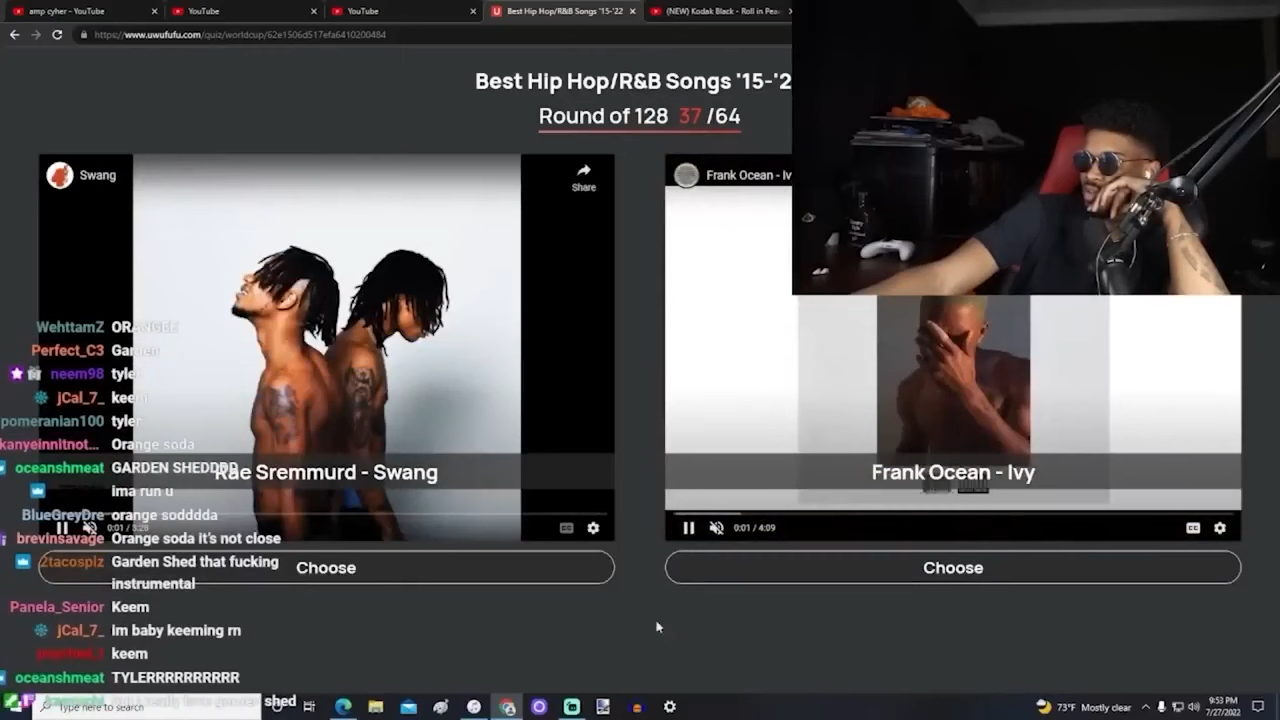 amp cyher - YouTube
YouTube
YouTube
Best Hip Hop/R&B Songs '15-'22
(NEW) Kodak Black - Roll in Pea
https://www.uwufufu.com/quiz/worldcup/62e1506d517efa6410200484
Best Hip Hop/R&B Songs '15-'2
Round of 128 37 /64
Swang
Share
Frank Ocean - Iv
WehttamZ ORANGEE
Perfect_C3 Garden
neem98 tyler
jCal_7_ keem
pomeranian100 tyler
kanyeinnitnot... Orange soda
oceanshmeat GARDEN SHEDDDD
Rae Sremmurd - Swang
Frank Ocean - Ivy
ima run u
BlueGreyDre orange sodddda
0:01 / 3:28
0:01 / 4:09
brevinsavage Orange soda it's not close
2tacospiz Garden Shed that fucking
instrumental
Choose
Choose
Panela_Senior Keem
jCal_7_ im baby keeming rn
keem
oceanshmeat TYLERRRRRRRRRR
shed
Type here to search
73°F Mostly clear
9:53 PM
7/27/2022